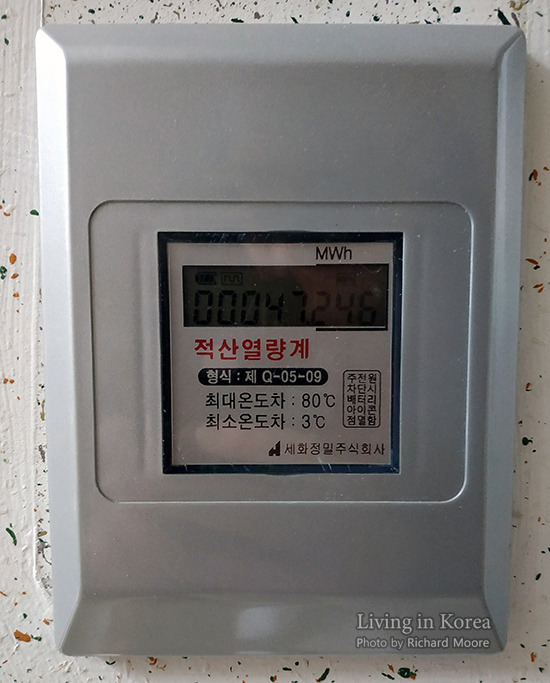 MWh
00047.246
적산열량계
형식 : 제 Q-05-09
최대온도차 : 80℃
최소온도차 : 3℃
주전원
차단시
배터리
아이콘
점멸함
세화정밀주식회사
Living in Korea
Photo by Richard Moore